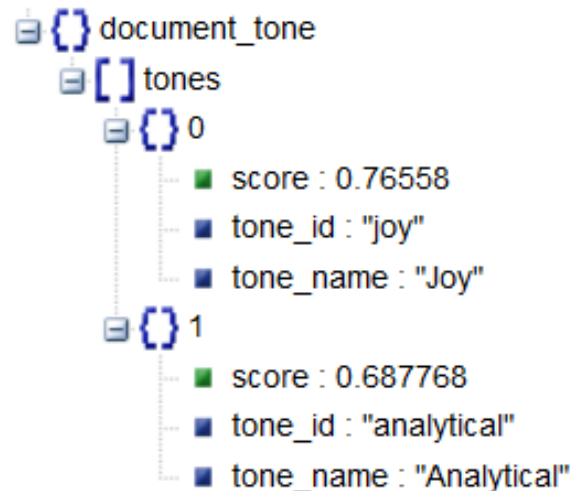 {} document_tone
[] tones
{} 0
score : 0.76558
tone_id : "joy"
tone_name : "Joy"
{} 1
score : 0.687768
tone_id : "analytical"
tone_name : "Analytical"